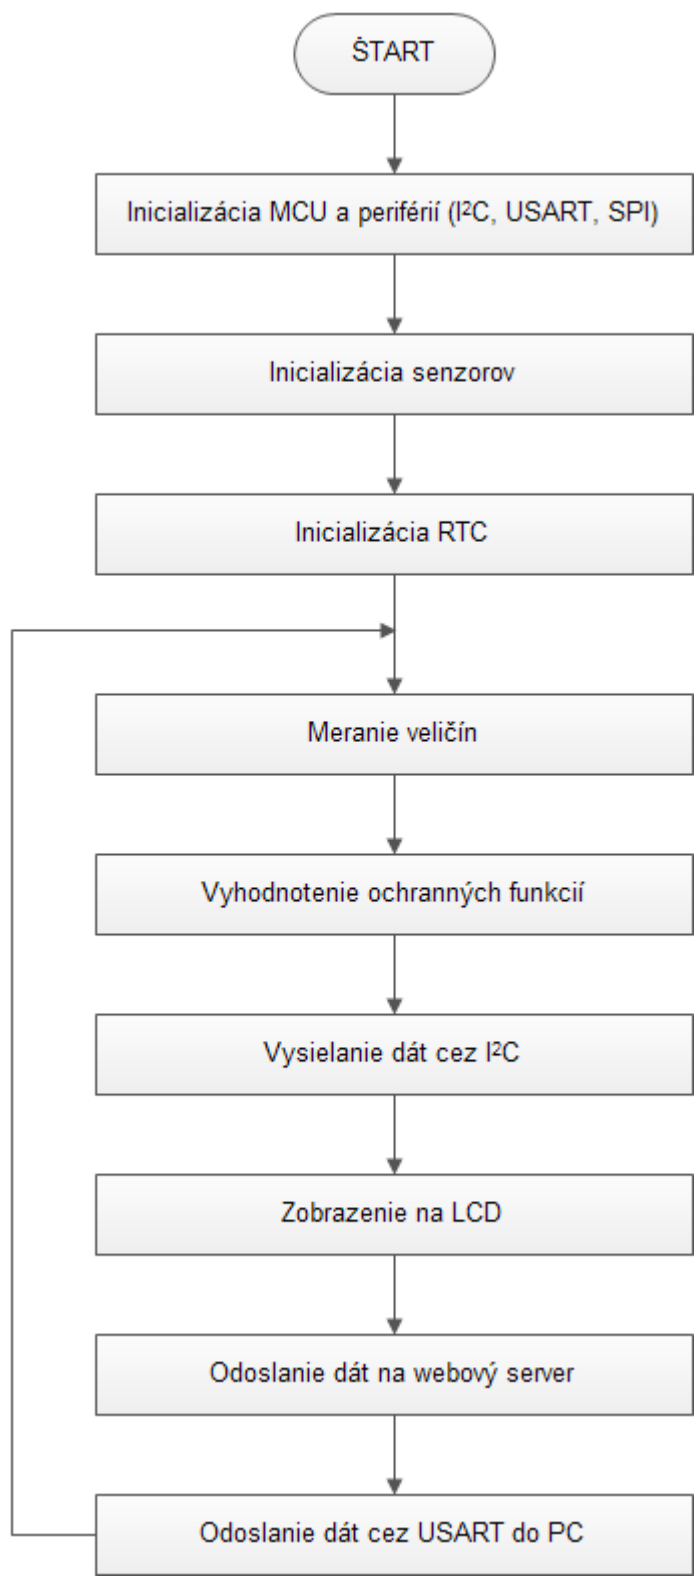 ŠTART
Inicializácia MCU a periférií (I²C, USART, SPI)
Inicializácia senzorov
Inicializácia RTC
Meranie veličín
Vyhodnotenie ochranných funkcií
Vysielanie dát cez I²C
Zobrazenie na LCD
Odoslanie dát na webový server
Odoslanie dát cez USART do PC